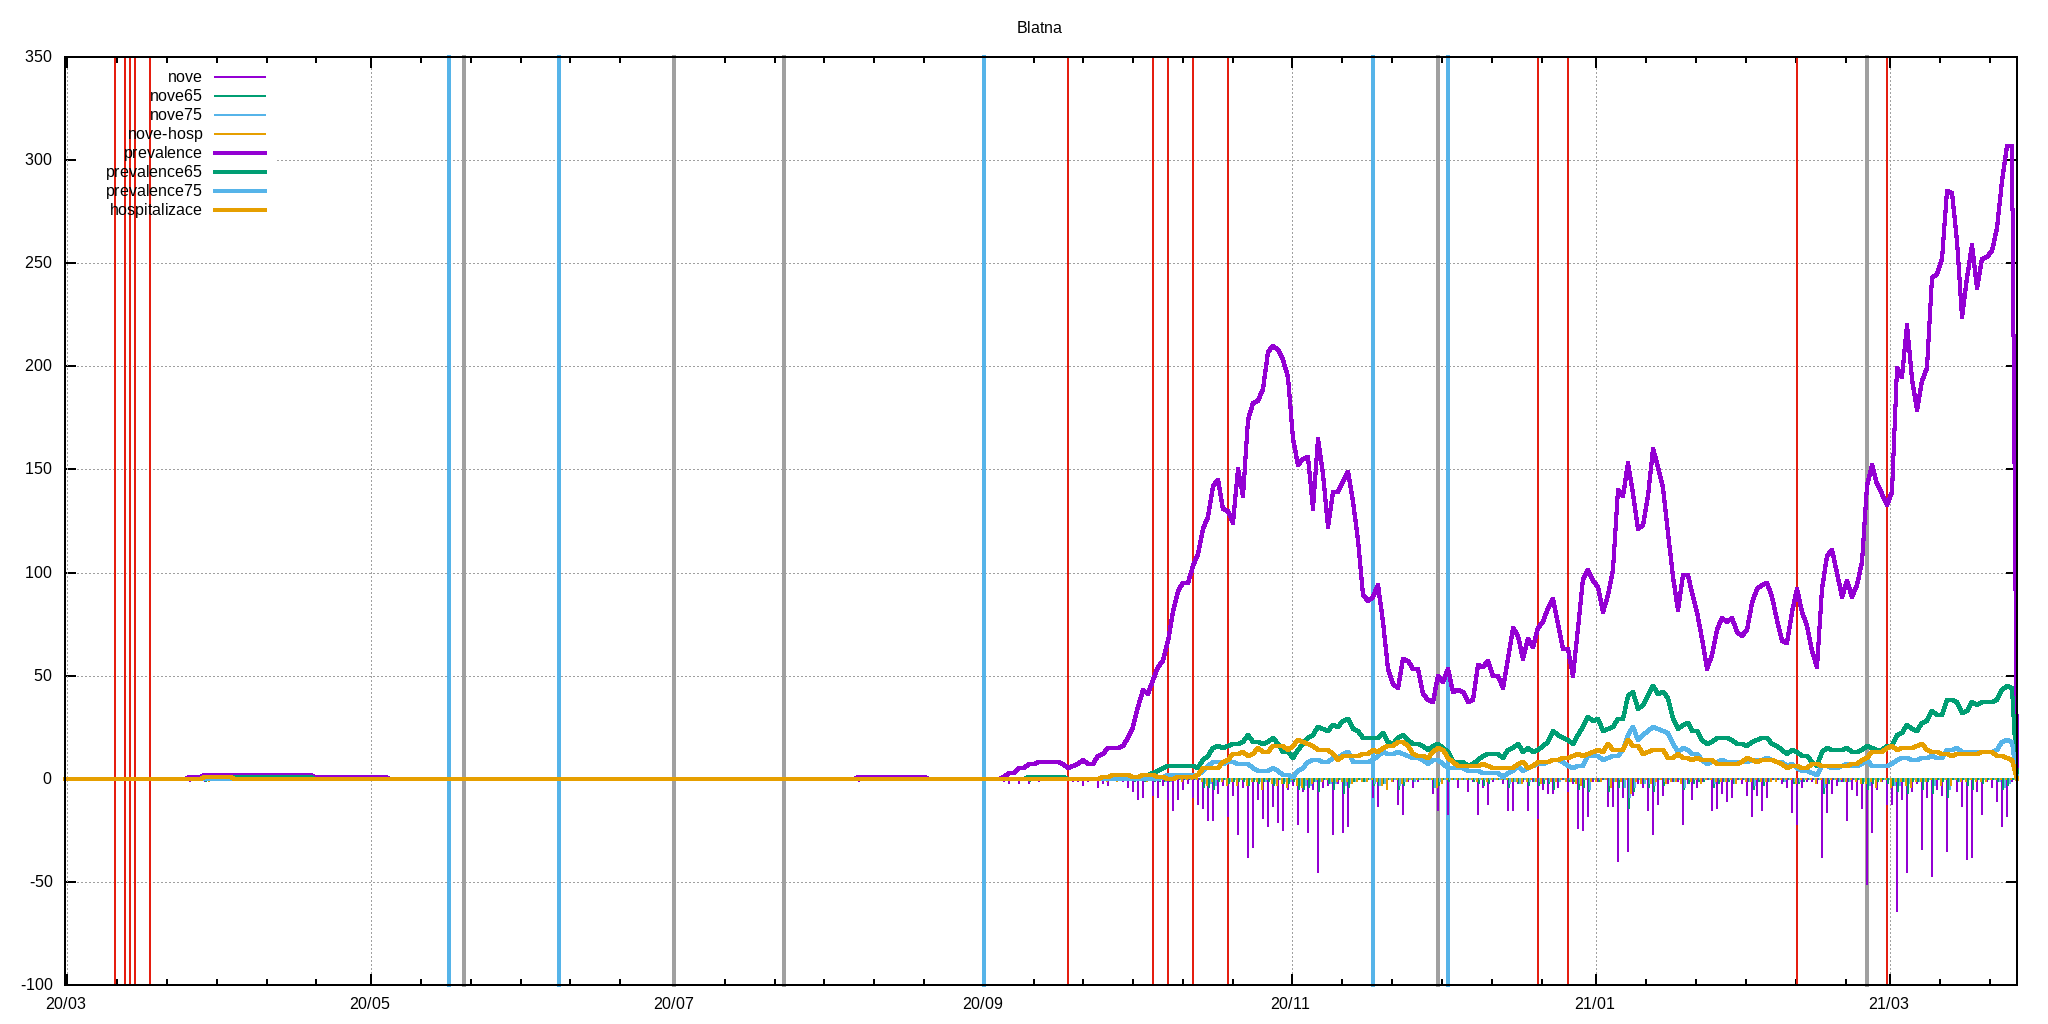 Blatna
350
300
250
200
150
100
50
0
-50
-100
nove
nove65
nove75
nove-hosp
prevalence
prevalence65
prevalence75
hospitalizace
20/03 20/05 20/07 20/09 20/11 21/01 21/03